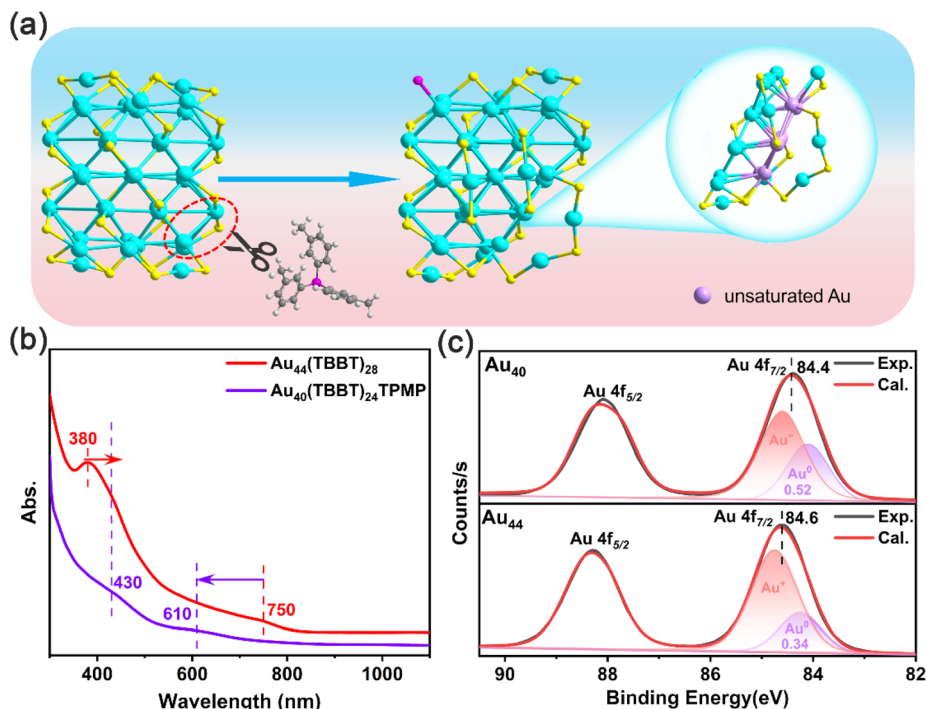 (a)
unsaturated Au
(b)
Au₄₄(TBBT)₂₈
Au₄₀(TBBT)₂₄TPMP
380
430
610
750
Abs.
400 600 800 1000
Wavelength (nm)
(c)
Au₄₀
Au 4f₅/₂
Au 4f₇/₂
84.4
Exp.
Cal.
Au⁺
Au⁰
0.52
Au₄₄
Au 4f₅/₂
Au 4f₇/₂
84.6
Exp.
Cal.
Au⁺
Au⁰
0.34
Counts/s
90 88 86 84 82
Binding Energy(eV)